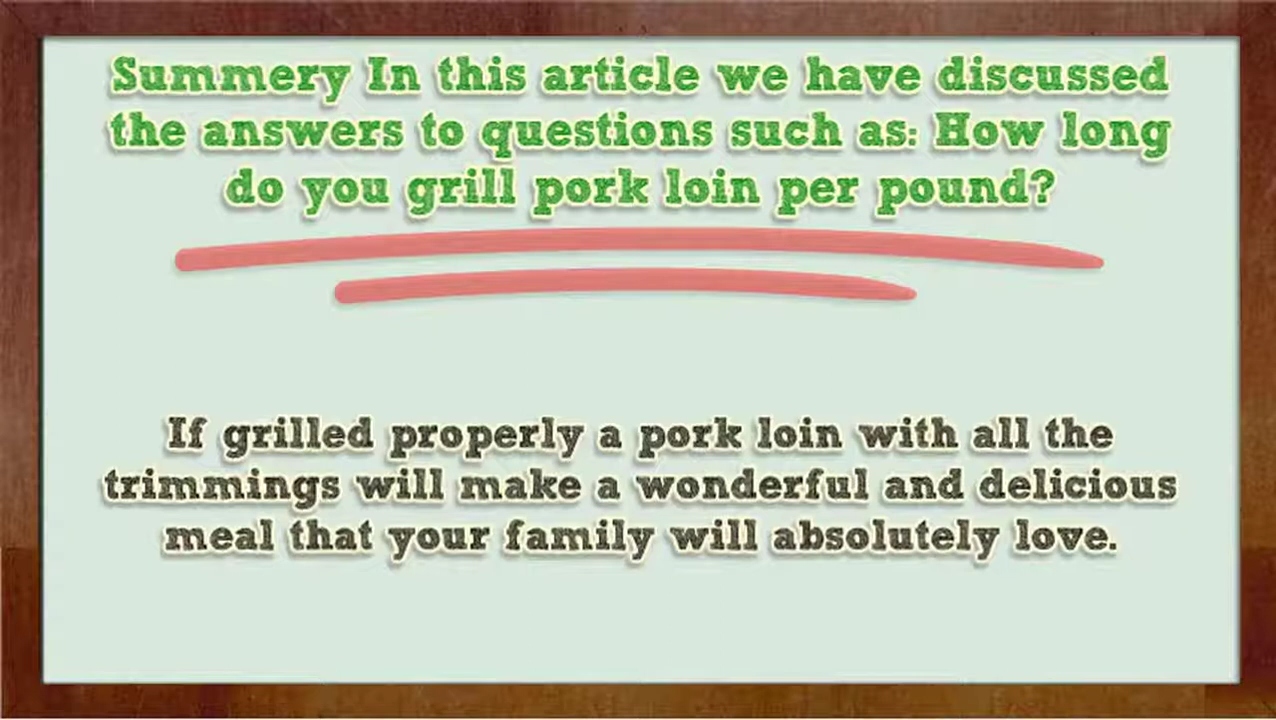 Summery In this article we have discussed
the answers to questions such as: How long
do you grill pork loin per pound?
If grilled properly a pork loin with all the
trimmings will make a wonderful and delicious
meal that your family will absolutely love.